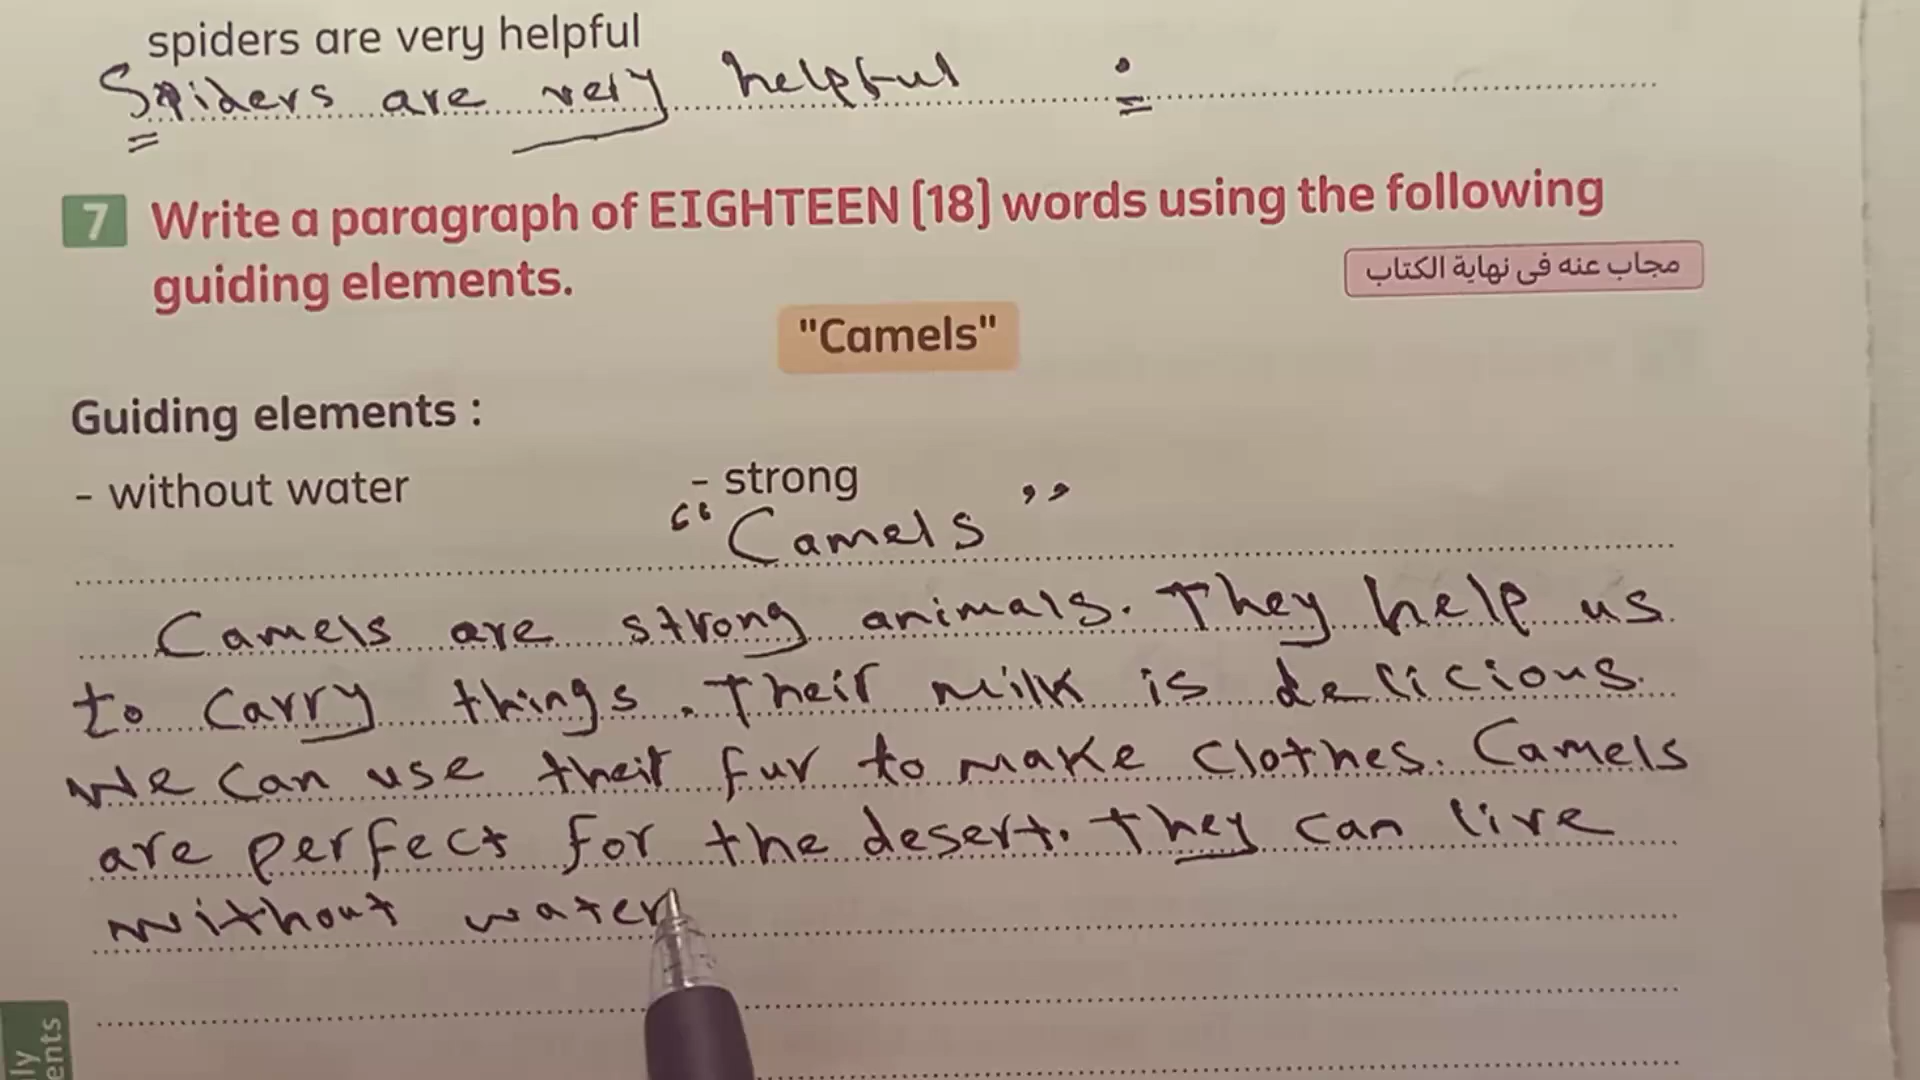 spiders are very helpful
Spiders are very helpful .
7 Write a paragraph of EIGHTEEN (18) words using the following
guiding elements.
مجاب عنه فى نهاية الكتاب
"Camels"
Guiding elements :
- without water - strong
“ Camels ”
Camels are strong animals. They help us
to carry things. Their milk is delicious.
We can use their fur to make clothes. Camels
are perfect for the desert. They can live
without water
ly
ents